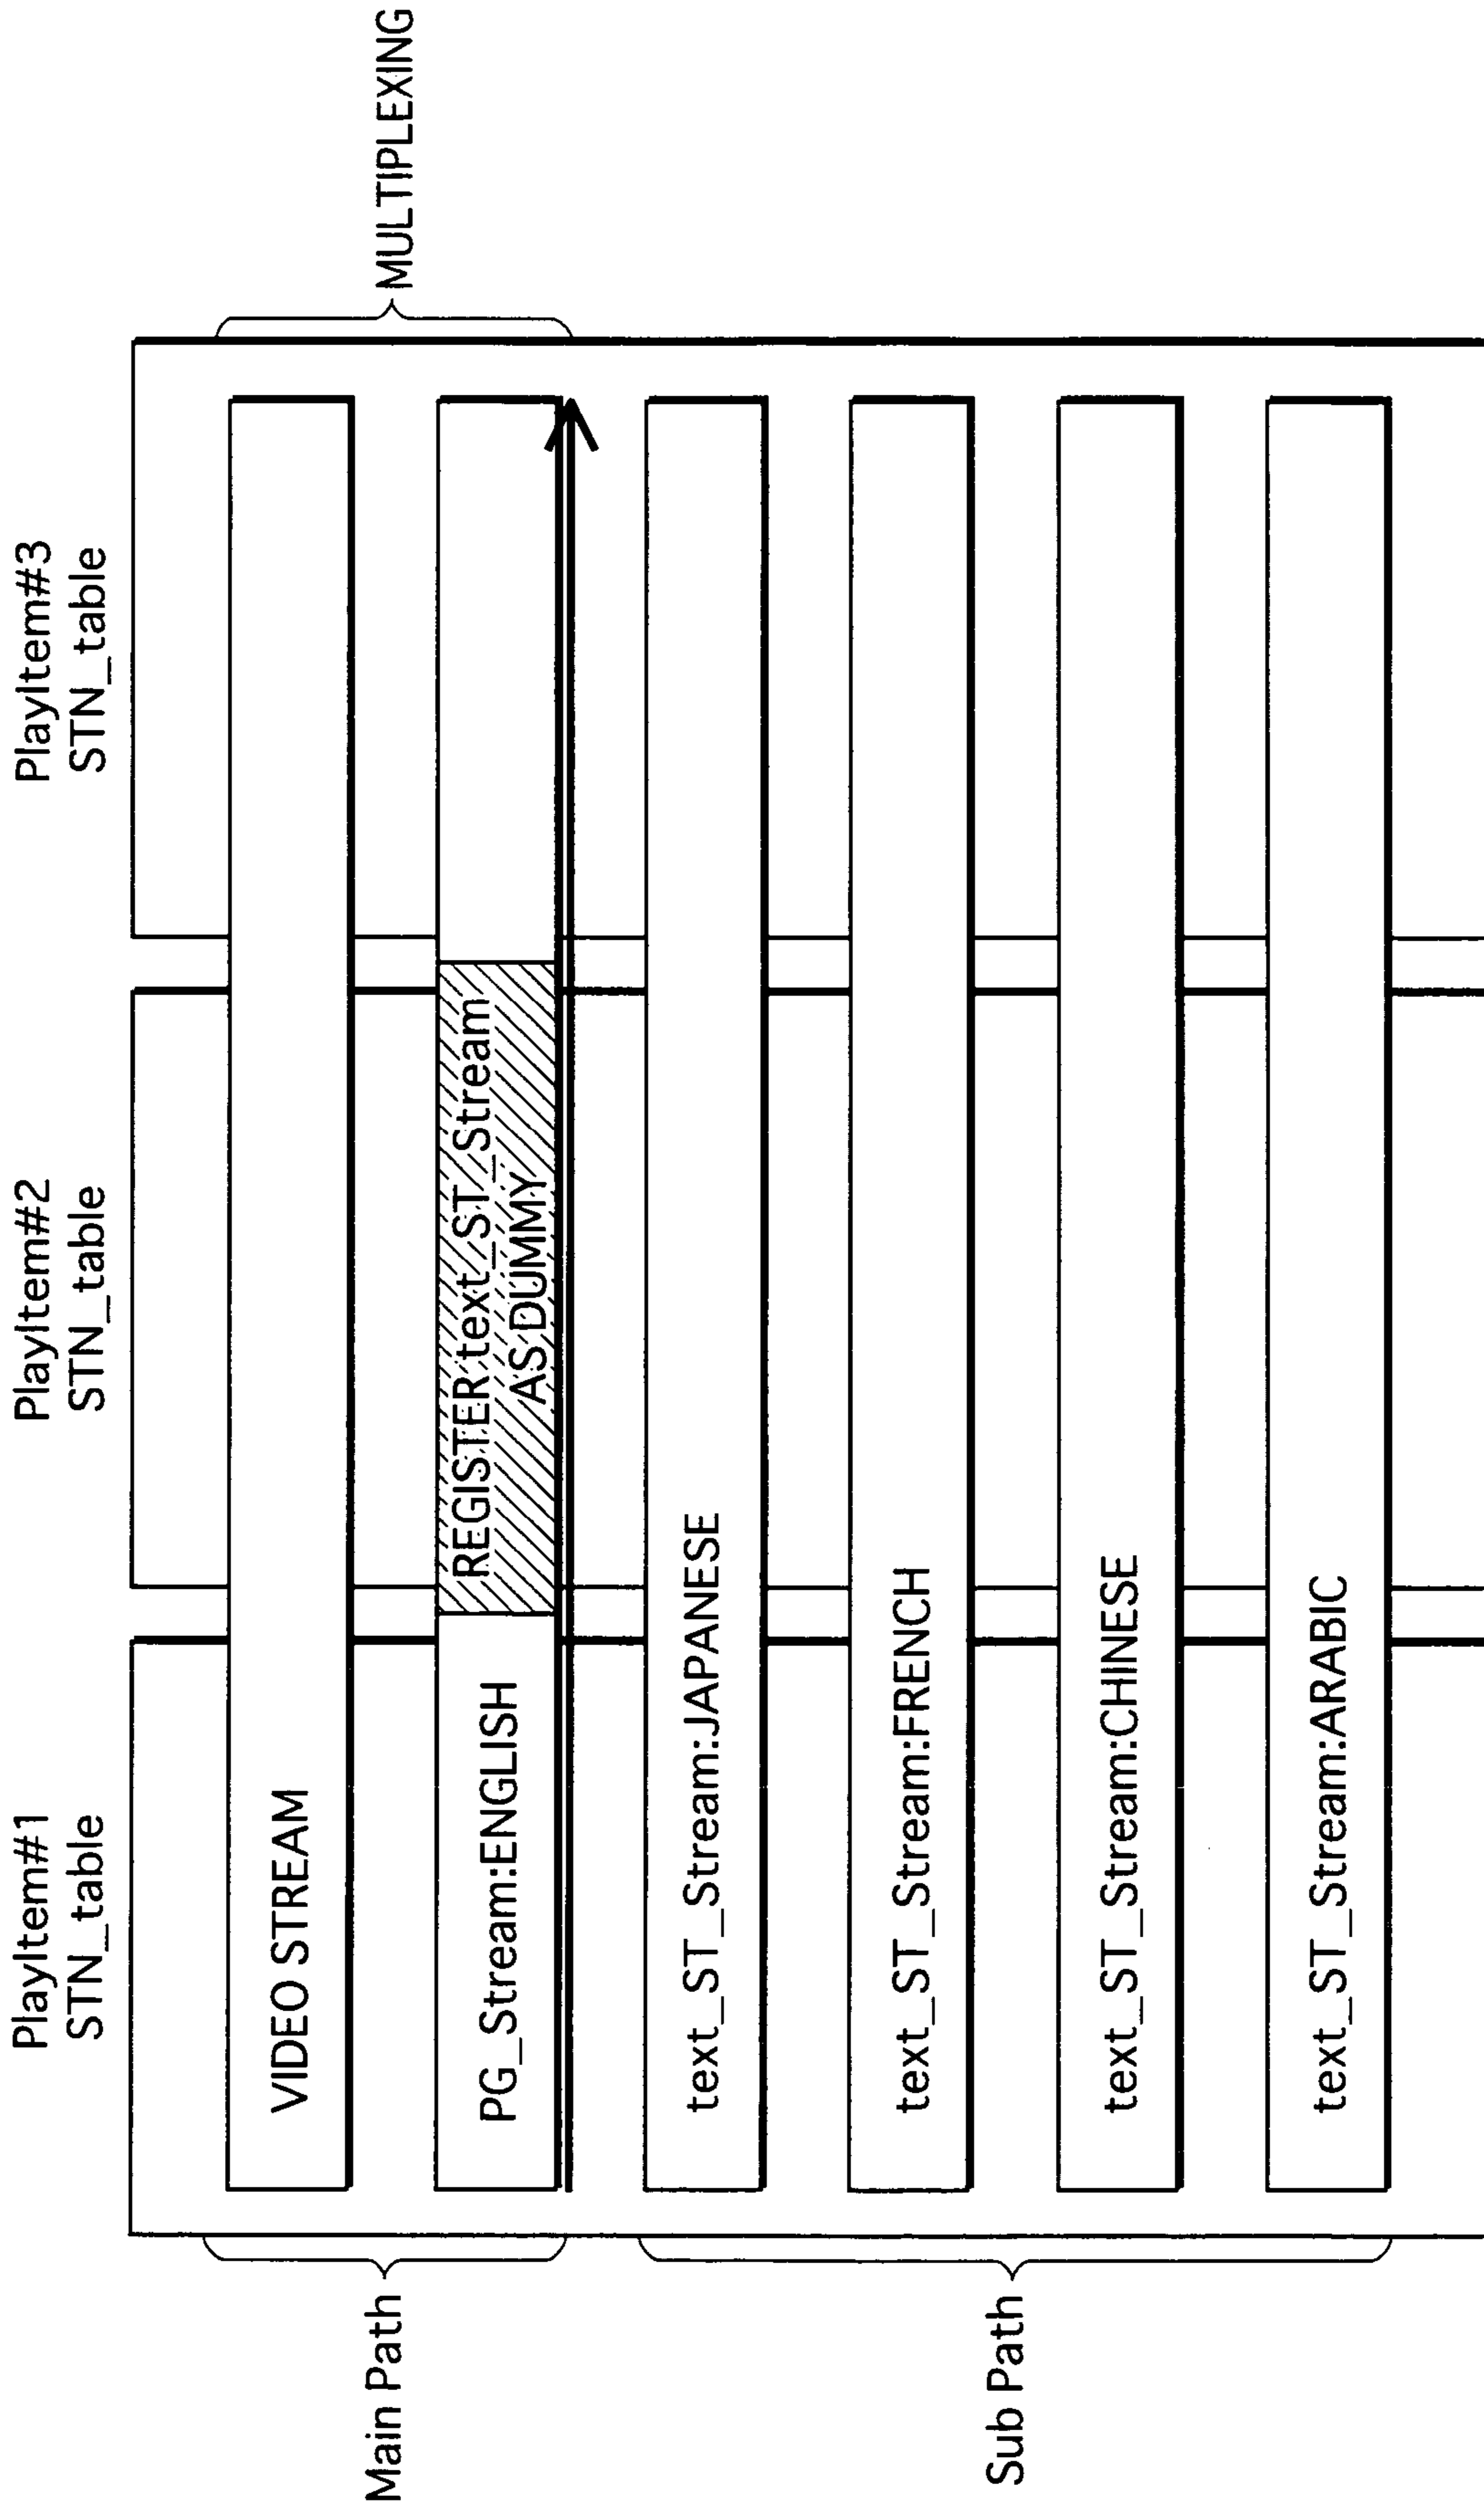 PlayItem#1
STN_table
PlayItem#2
STN_table
PlayItem#3
STN_table
Main Path
VIDEO STREAM
PG_Stream:ENGLISH
REGISTER text_ST_Stream
AS DUMMY
MULTIPLEXING
Sub Path
text_ST_Stream:JAPANESE
text_ST_Stream:FRENCH
text_ST_Stream:CHINESE
text_ST_Stream:ARABIC